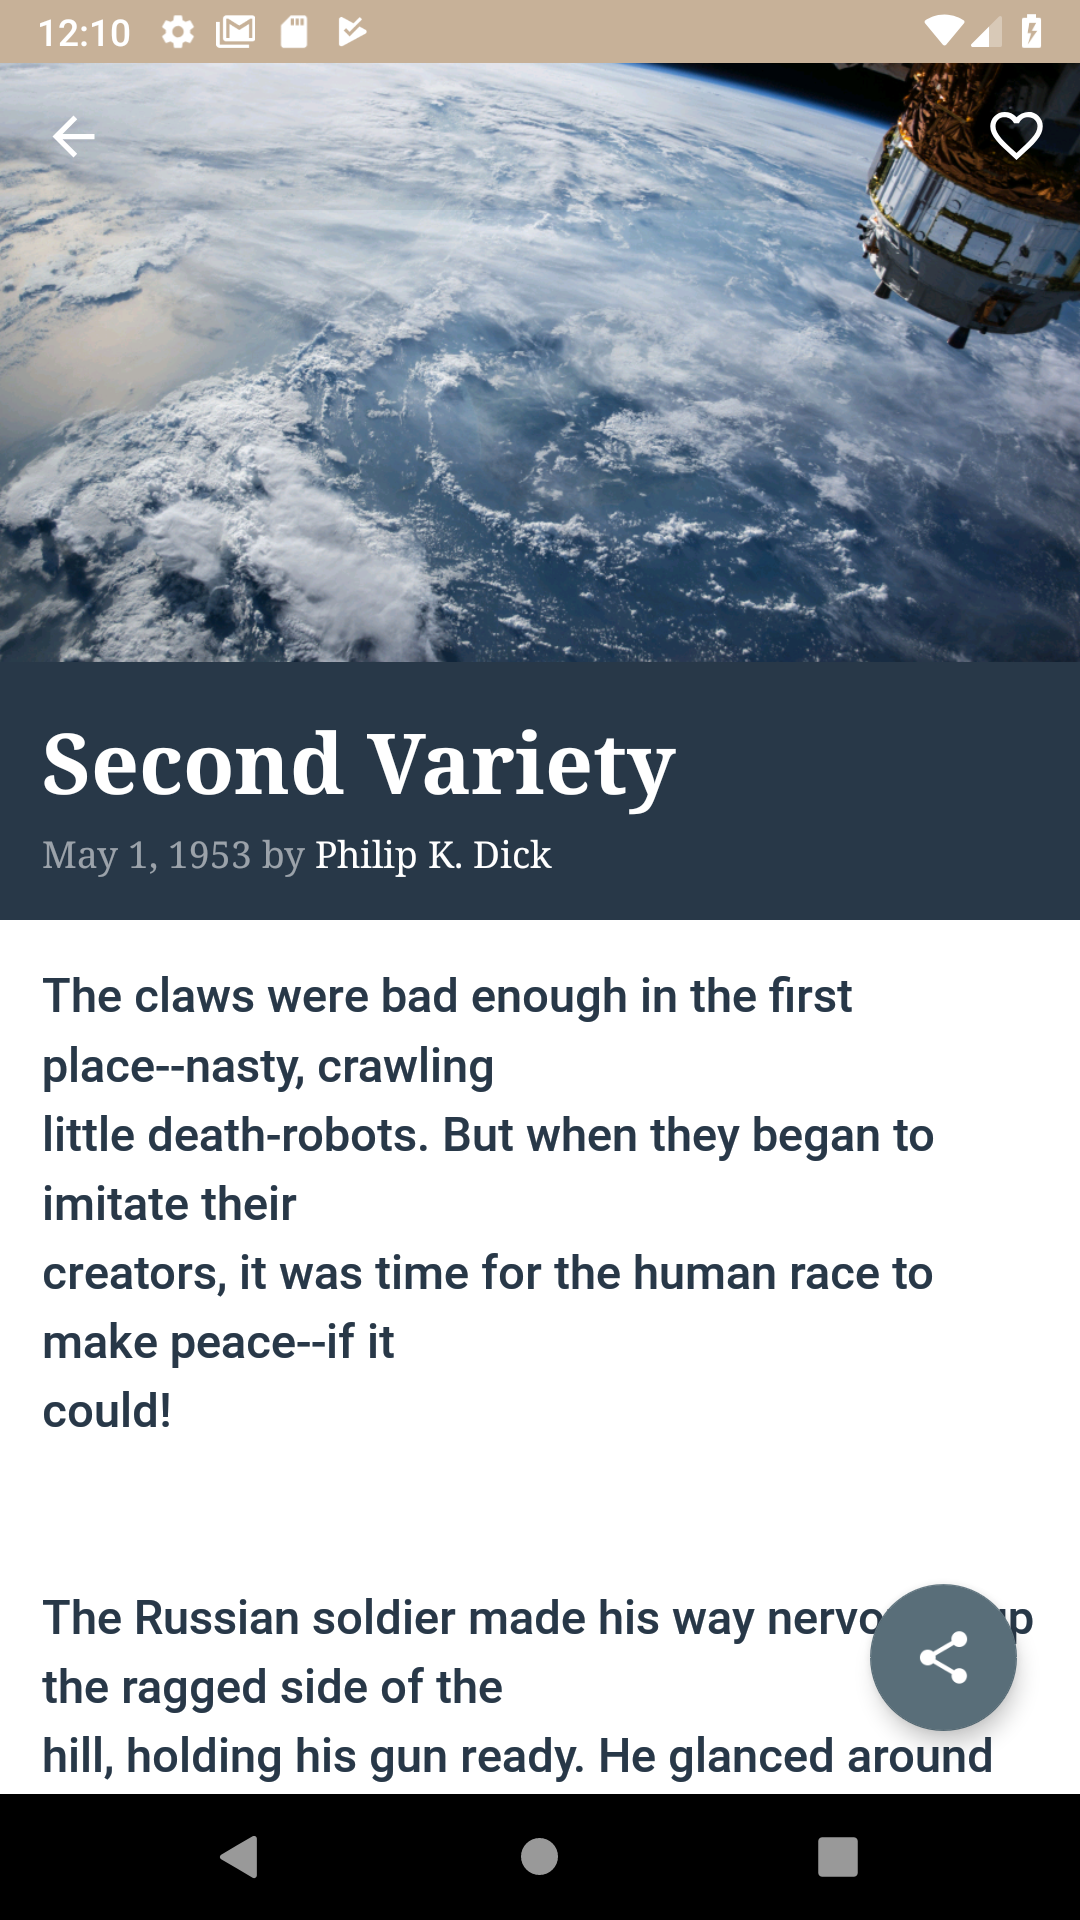 12:10
Second Variety
May 1, 1953 by Philip K. Dick
The claws were bad enough in the first
place--nasty, crawling
little death-robots. But when they began to
imitate their
creators, it was time for the human race to
make peace--if it
could!
The Russian soldier made his way
the ragged side of the
hill, holding his gun ready. He glanced around